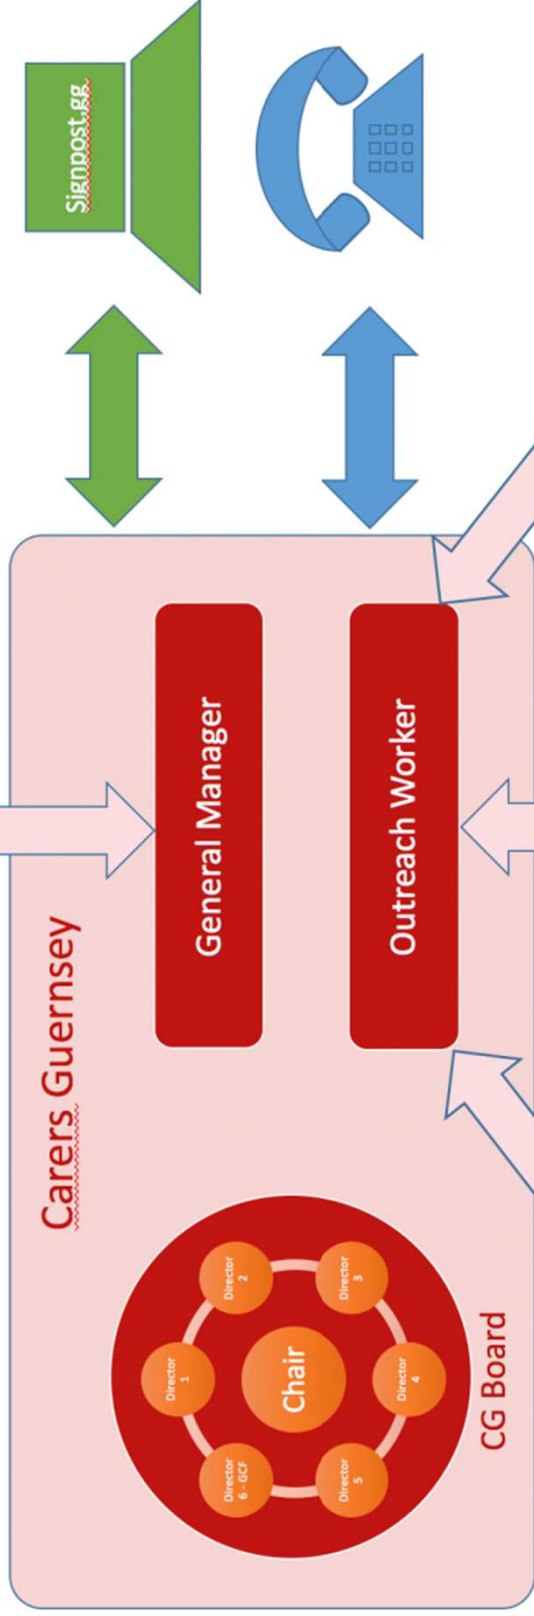 Carers Guernsey
General Manager
Outreach Worker
Director
1
Director
2
Director
3
Director
4
Director
5
Director
6 - GCF
Chair
CG Board
Signpost.gg